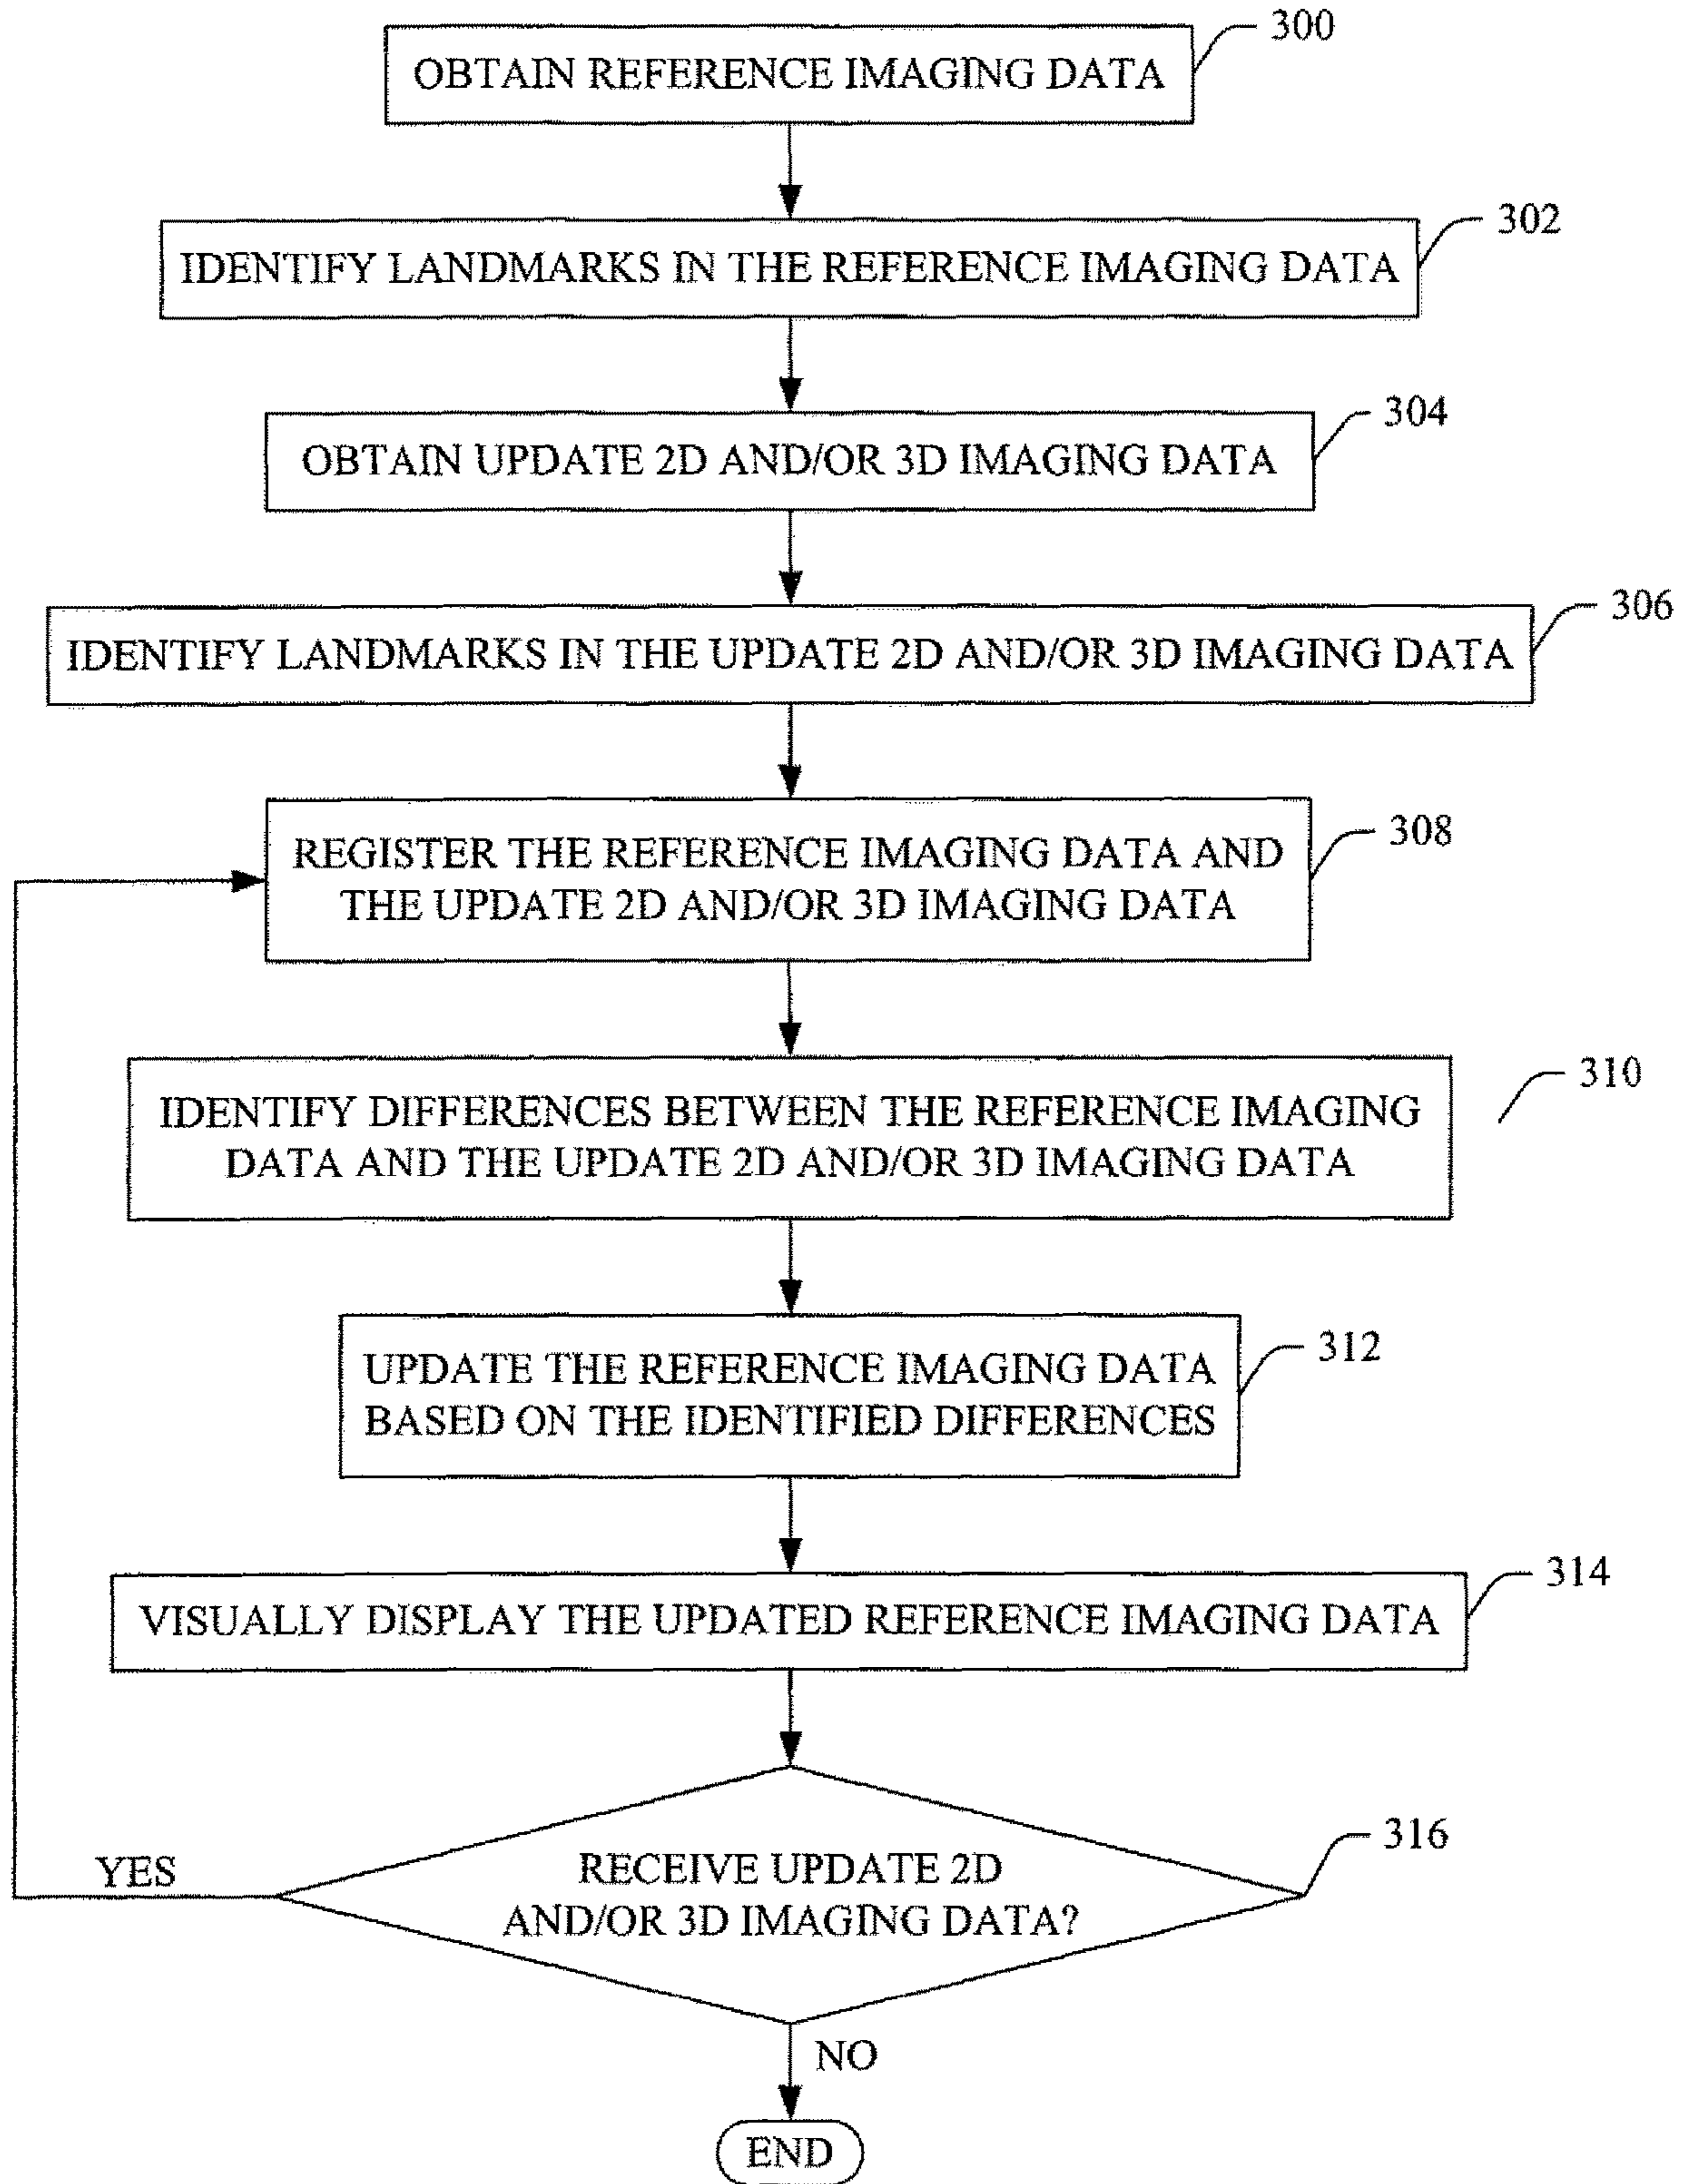 300
OBTAIN REFERENCE IMAGING DATA
302
IDENTIFY LANDMARKS IN THE REFERENCE IMAGING DATA
304
OBTAIN UPDATE 2D AND/OR 3D IMAGING DATA
306
IDENTIFY LANDMARKS IN THE UPDATE 2D AND/OR 3D IMAGING DATA
308
REGISTER THE REFERENCE IMAGING DATA AND
THE UPDATE 2D AND/OR 3D IMAGING DATA
310
IDENTIFY DIFFERENCES BETWEEN THE REFERENCE IMAGING
DATA AND THE UPDATE 2D AND/OR 3D IMAGING DATA
312
UPDATE THE REFERENCE IMAGING DATA
BASED ON THE IDENTIFIED DIFFERENCES
314
VISUALLY DISPLAY THE UPDATED REFERENCE IMAGING DATA
316
YES
RECEIVE UPDATE 2D
AND/OR 3D IMAGING DATA?
NO
END